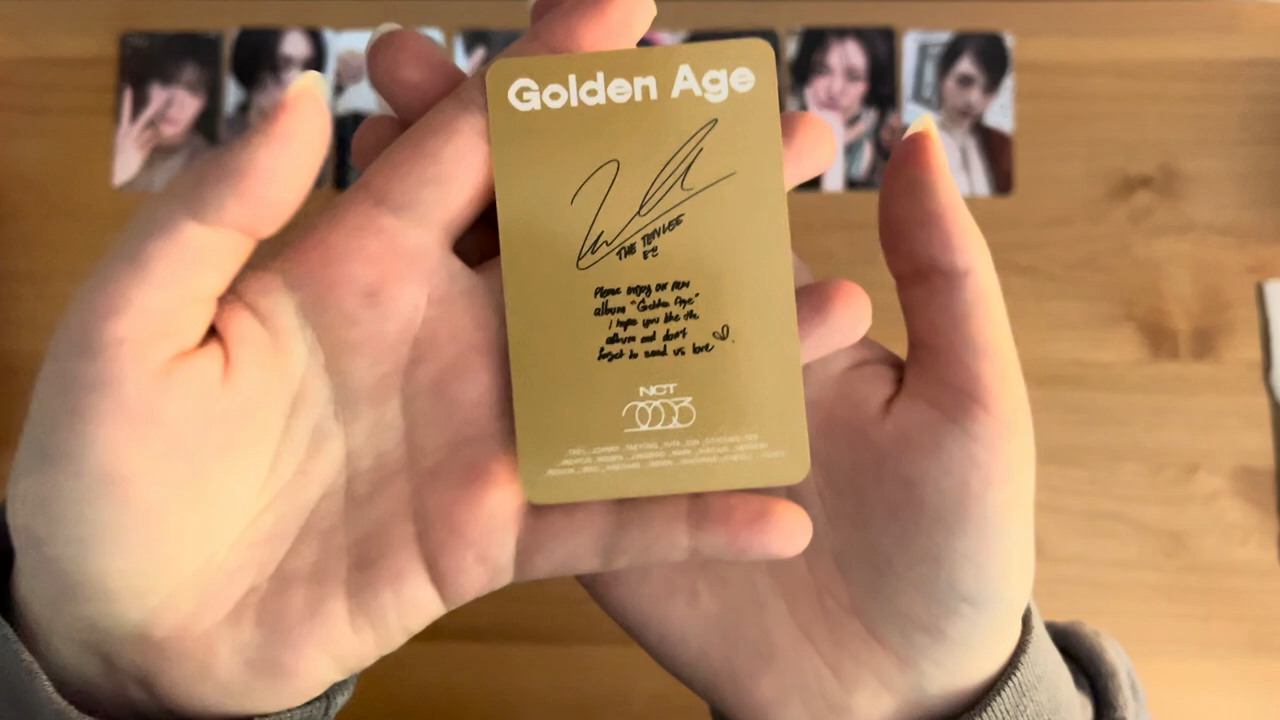 Golden Age
THE TENLEE
텐
Please enjoy our new
album "Golden Age"
I hope you like the
album and don't
forget to send us love
NCT
2023